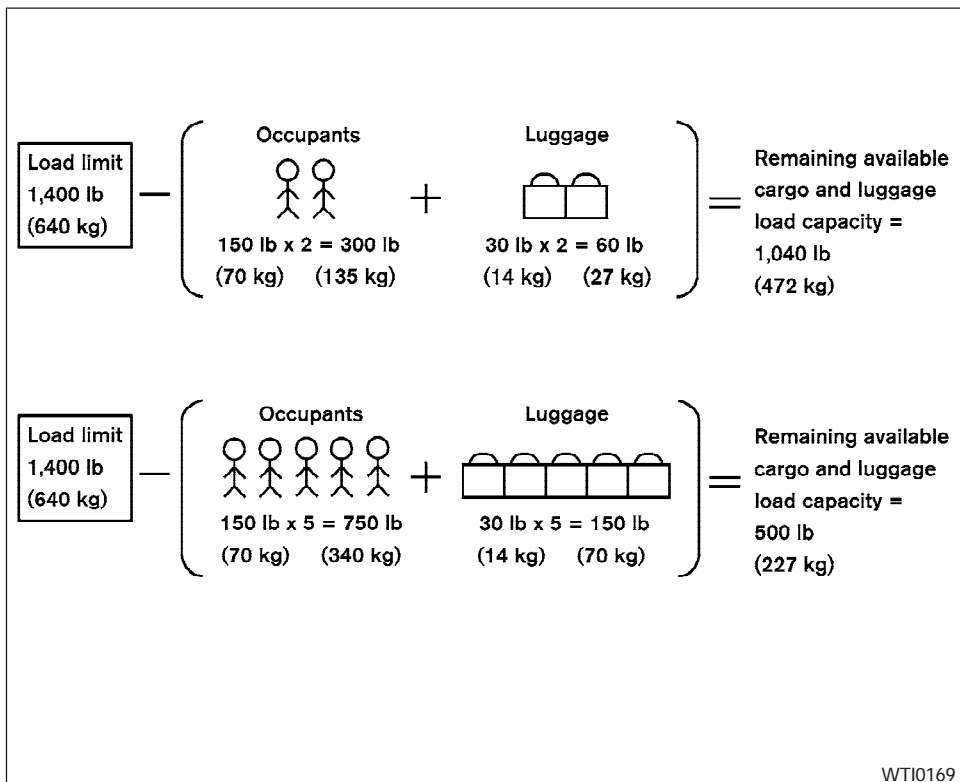 Load limit
1,400 lb
(640 kg)
Occupants
150 lb x 2 = 300 lb
(70 kg) (135 kg)
+
Luggage
30 lb x 2 = 60 lb
(14 kg) (27 kg)
=
Remaining available
cargo and luggage
load capacity =
1,040 lb
(472 kg)
Load limit
1,400 lb
(640 kg)
Occupants
150 lb x 5 = 750 lb
(70 kg) (340 kg)
+
Luggage
30 lb x 5 = 150 lb
(14 kg) (70 kg)
=
Remaining available
cargo and luggage
load capacity =
500 lb
(227 kg)
WTI0169